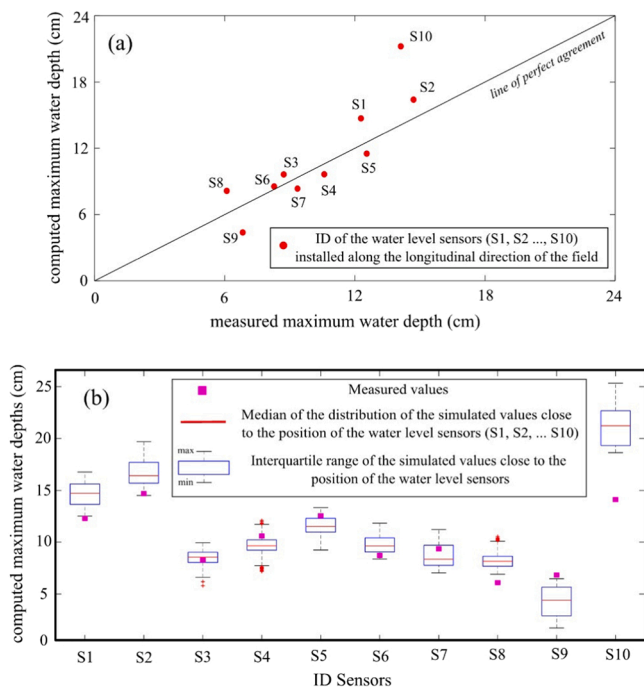 (a)
computed maximum water depth (cm)
24
18
12
6
0
S10
S2
S1
S5
S3
S6
S4
S7
S8
S9
line of perfect agreement
ID of the water level sensors (S1, S2 ..., S10)
installed along the longitudinal direction of the field
0
6
12
18
24
measured maximum water depth (cm)
(b)
computed maximum water depths (cm)
25
20
15
10
5
0
Measured values
Median of the distribution of the simulated values close
to the position of the water level sensors (S1, S2, ... S10)
max
min
Interquartile range of the simulated values close to the
position of the water level sensors
S1 S2 S3 S4 S5 S6 S7 S8 S9 S10
ID Sensors